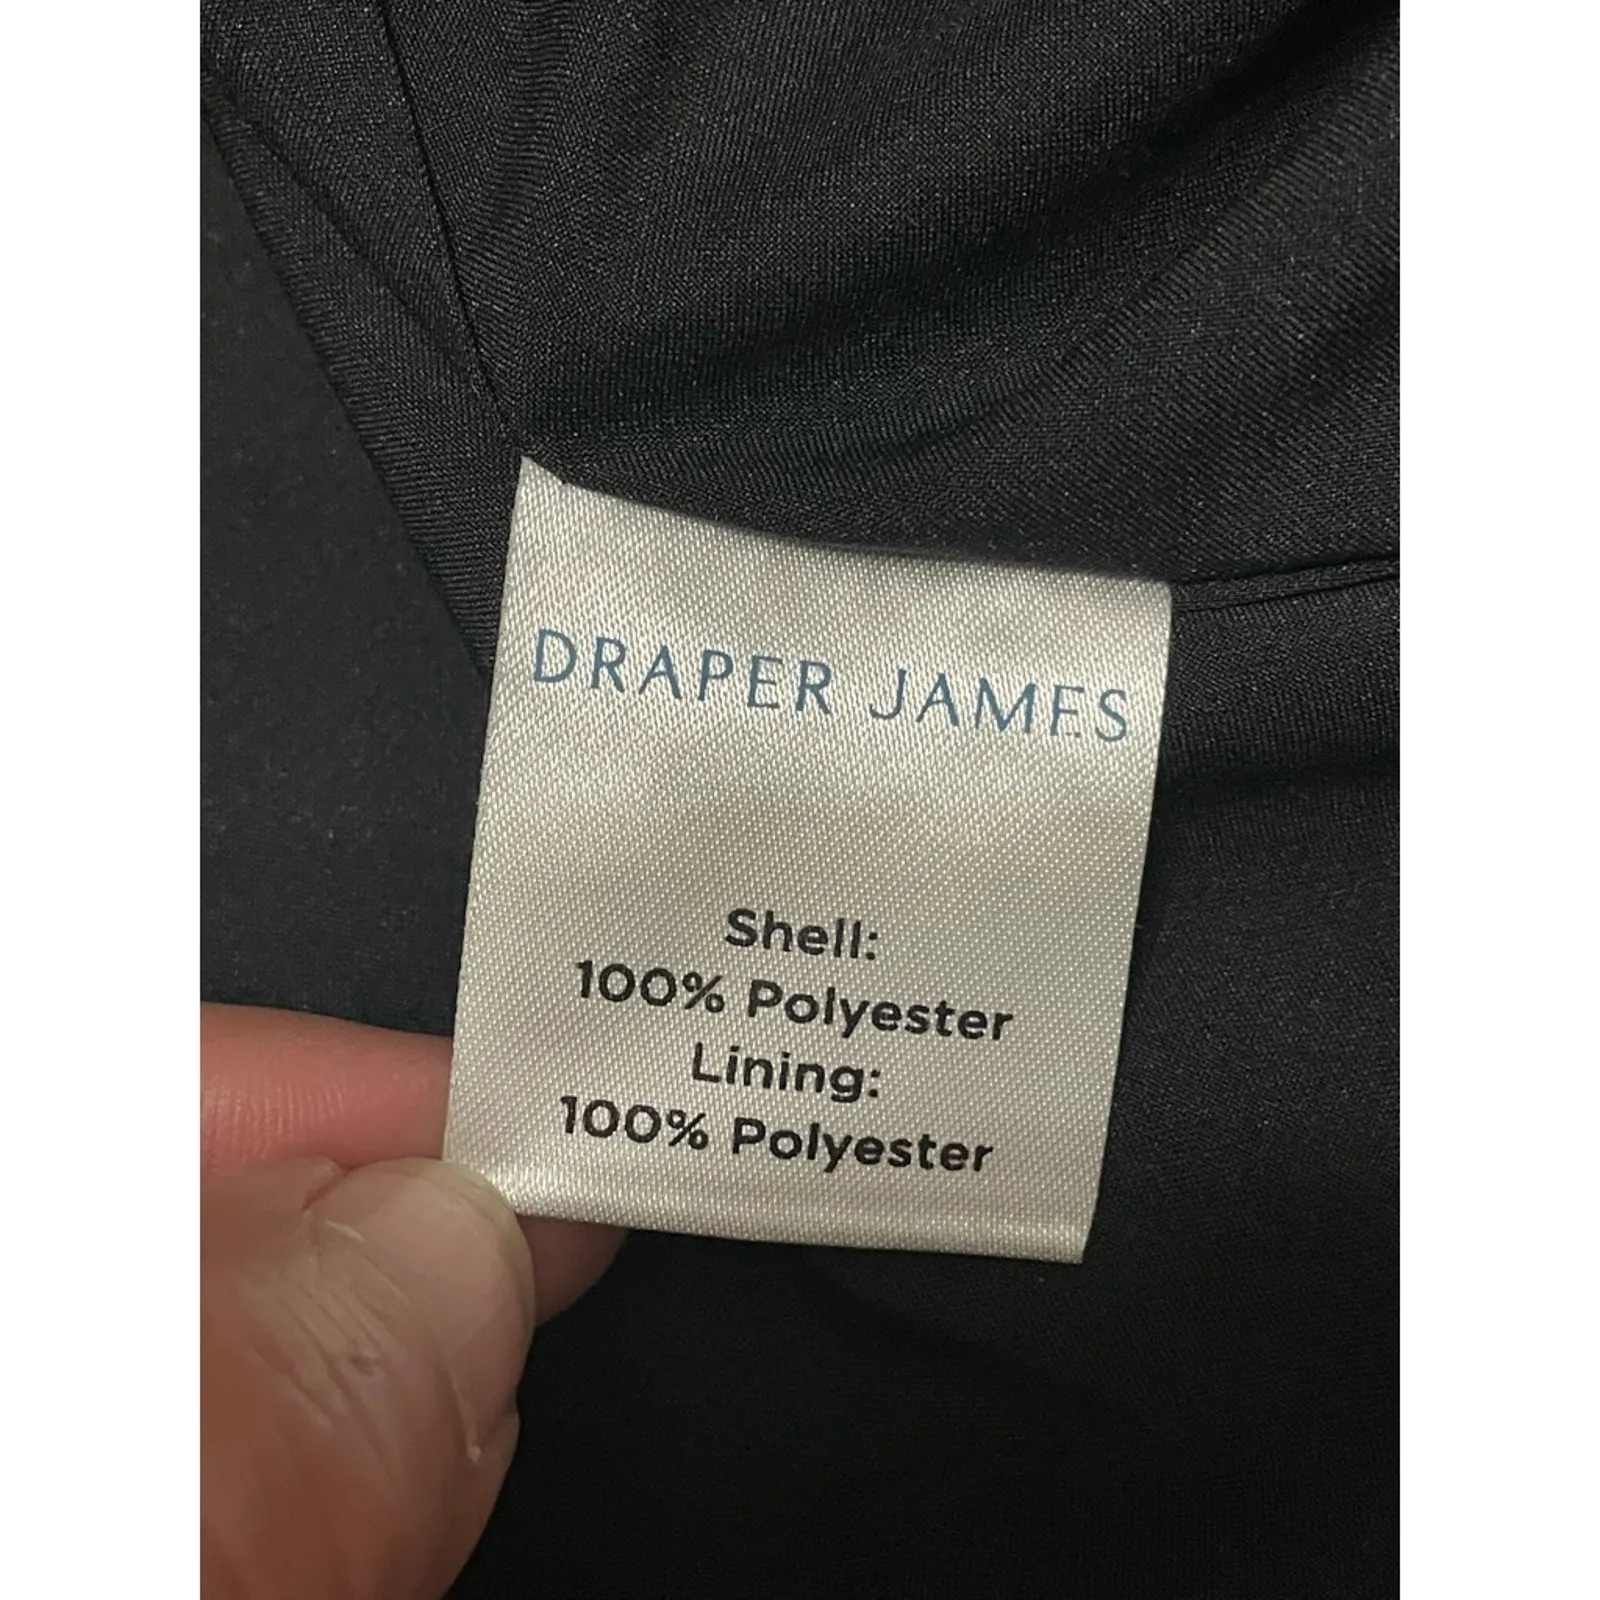 DRAPER JAMES
Shell:
100% Polyester
Lining:
100% Polyester